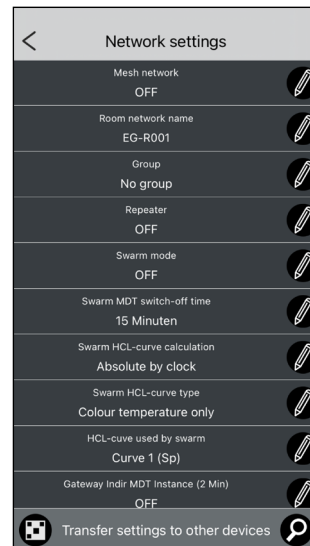 Network settings
Mesh network
OFF
Room network name
EG-R001
Group
No group
Repeater
OFF
Swarm mode
OFF
Swarm MDT switch-off time
15 Minuten
Swarm HCL-curve calculation
Absolute by clock
Swarm HCL-curve type
Colour temperature only
HCL-cuve used by swarm
Curve 1 (Sp)
Gateway Indir MDT Instance (2 Min)
OFF
Transfer settings to other devices